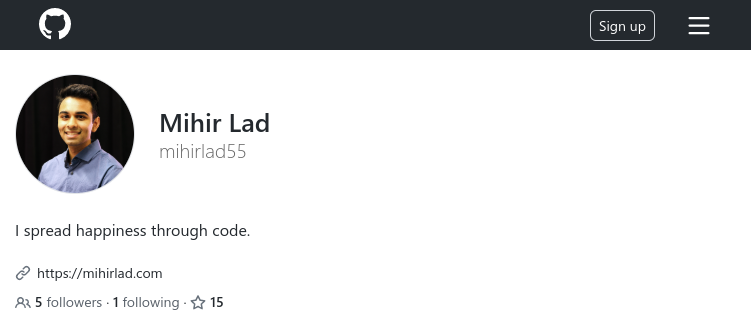 Sign up
Mihir Lad
mihirlad55
I spread happiness through code.
https://mihirlad.com
5 followers · 1 following · 15